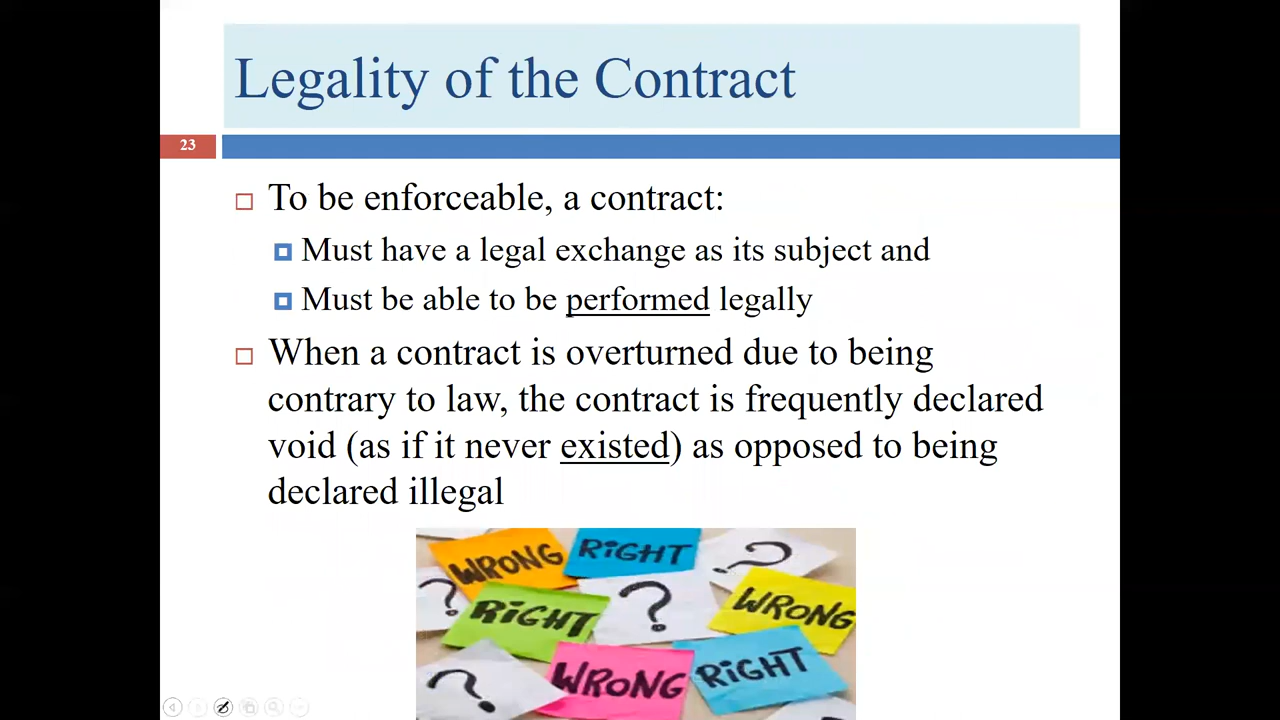 Legality of the Contract
23
To be enforceable, a contract:
Must have a legal exchange as its subject and
Must be able to be performed legally
When a contract is overturned due to being
contrary to law, the contract is frequently declared
void (as if it never existed) as opposed to being
declared illegal
WRONG RIGHT ?
? RIGHT ? WRONG
? WRONG RIGHT